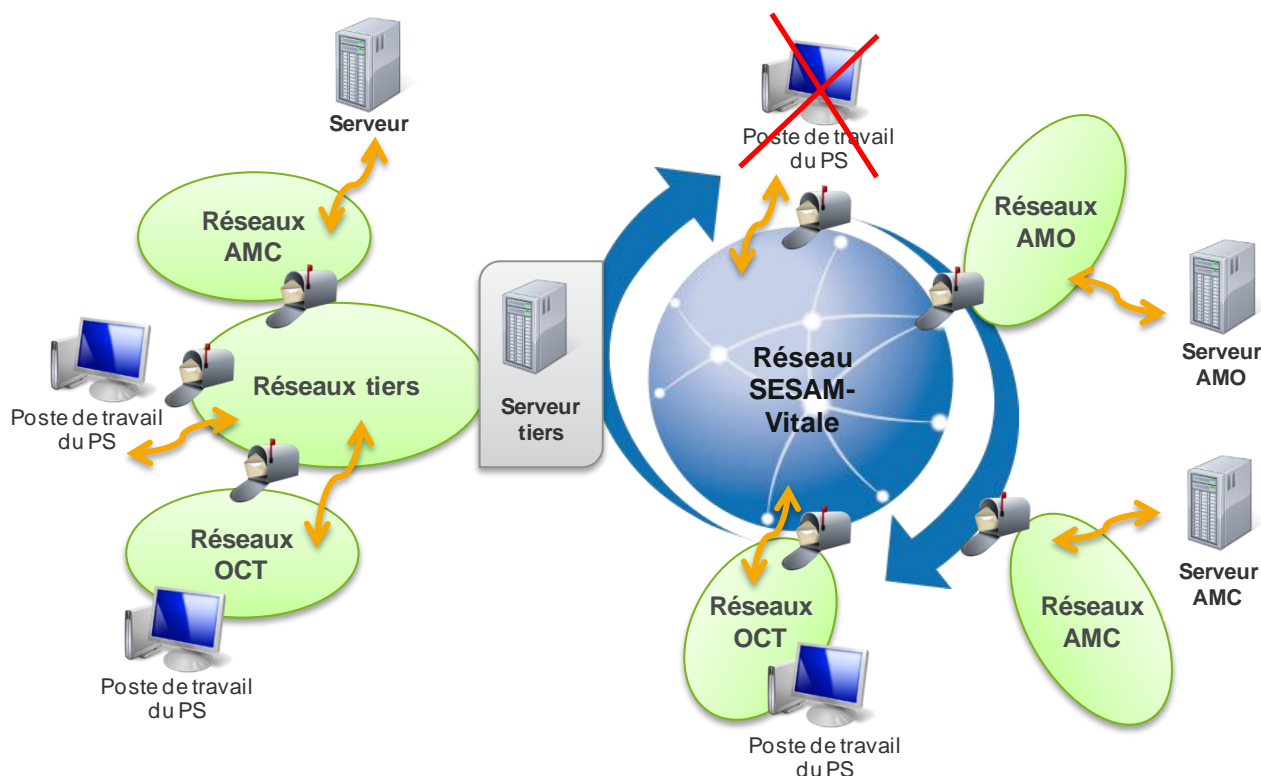 Serveur
Poste de travail
du PS
Réseaux
AMC
Réseaux
AMO
Réseaux tiers
Poste de travail
du PS
Serveur
tiers
Réseau
SESAM-
Vitale
Serveur
AMO
Réseaux
OCT
Poste de travail
du PS
Réseaux
OCT
Poste de travail
du PS
Réseaux
AMC
Serveur
AMC